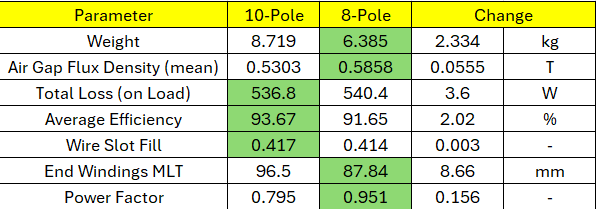 Parameter 10-Pole 8-Pole Change
Weight 8.719 6.385 2.334 kg
Air Gap Flux Density (mean) 0.5303 0.5858 0.0555 T
Total Loss (on Load) 536.8 540.4 3.6 W
Average Efficiency 93.67 91.65 2.02 %
Wire Slot Fill 0.417 0.414 0.003 -
End Windings MLT 96.5 87.84 8.66 mm
Power Factor 0.795 0.951 0.156 -